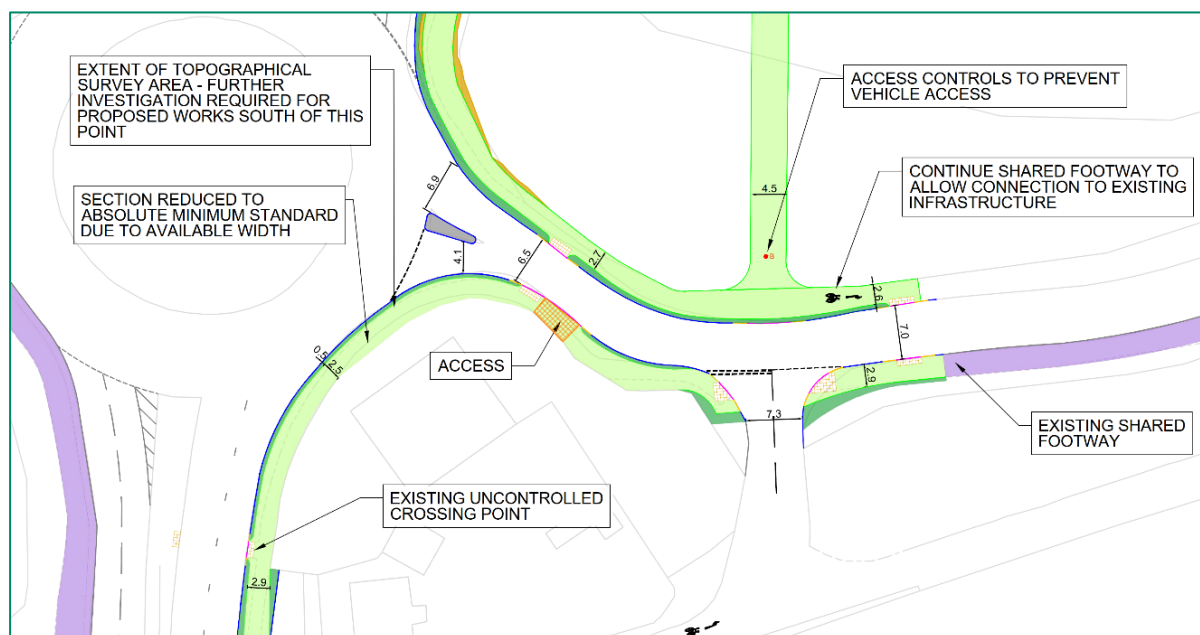 EXTENT OF TOPOGRAPHICAL
SURVEY AREA - FURTHER
INVESTIGATION REQUIRED FOR
PROPOSED WORKS SOUTH OF THIS
POINT
ACCESS CONTROLS TO PREVENT
VEHICLE ACCESS
CONTINUE SHARED FOOTWAY TO
ALLOW CONNECTION TO EXISTING
INFRASTRUCTURE
SECTION REDUCED TO
ABSOLUTE MINIMUM STANDARD
DUE TO AVAILABLE WIDTH
6.9
4.5
4.1
6.5
2.7
B
2.6
7.0
0.5
2.5
ACCESS
2.9
7.3
EXISTING SHARED
FOOTWAY
EXISTING UNCONTROLLED
CROSSING POINT
2.9